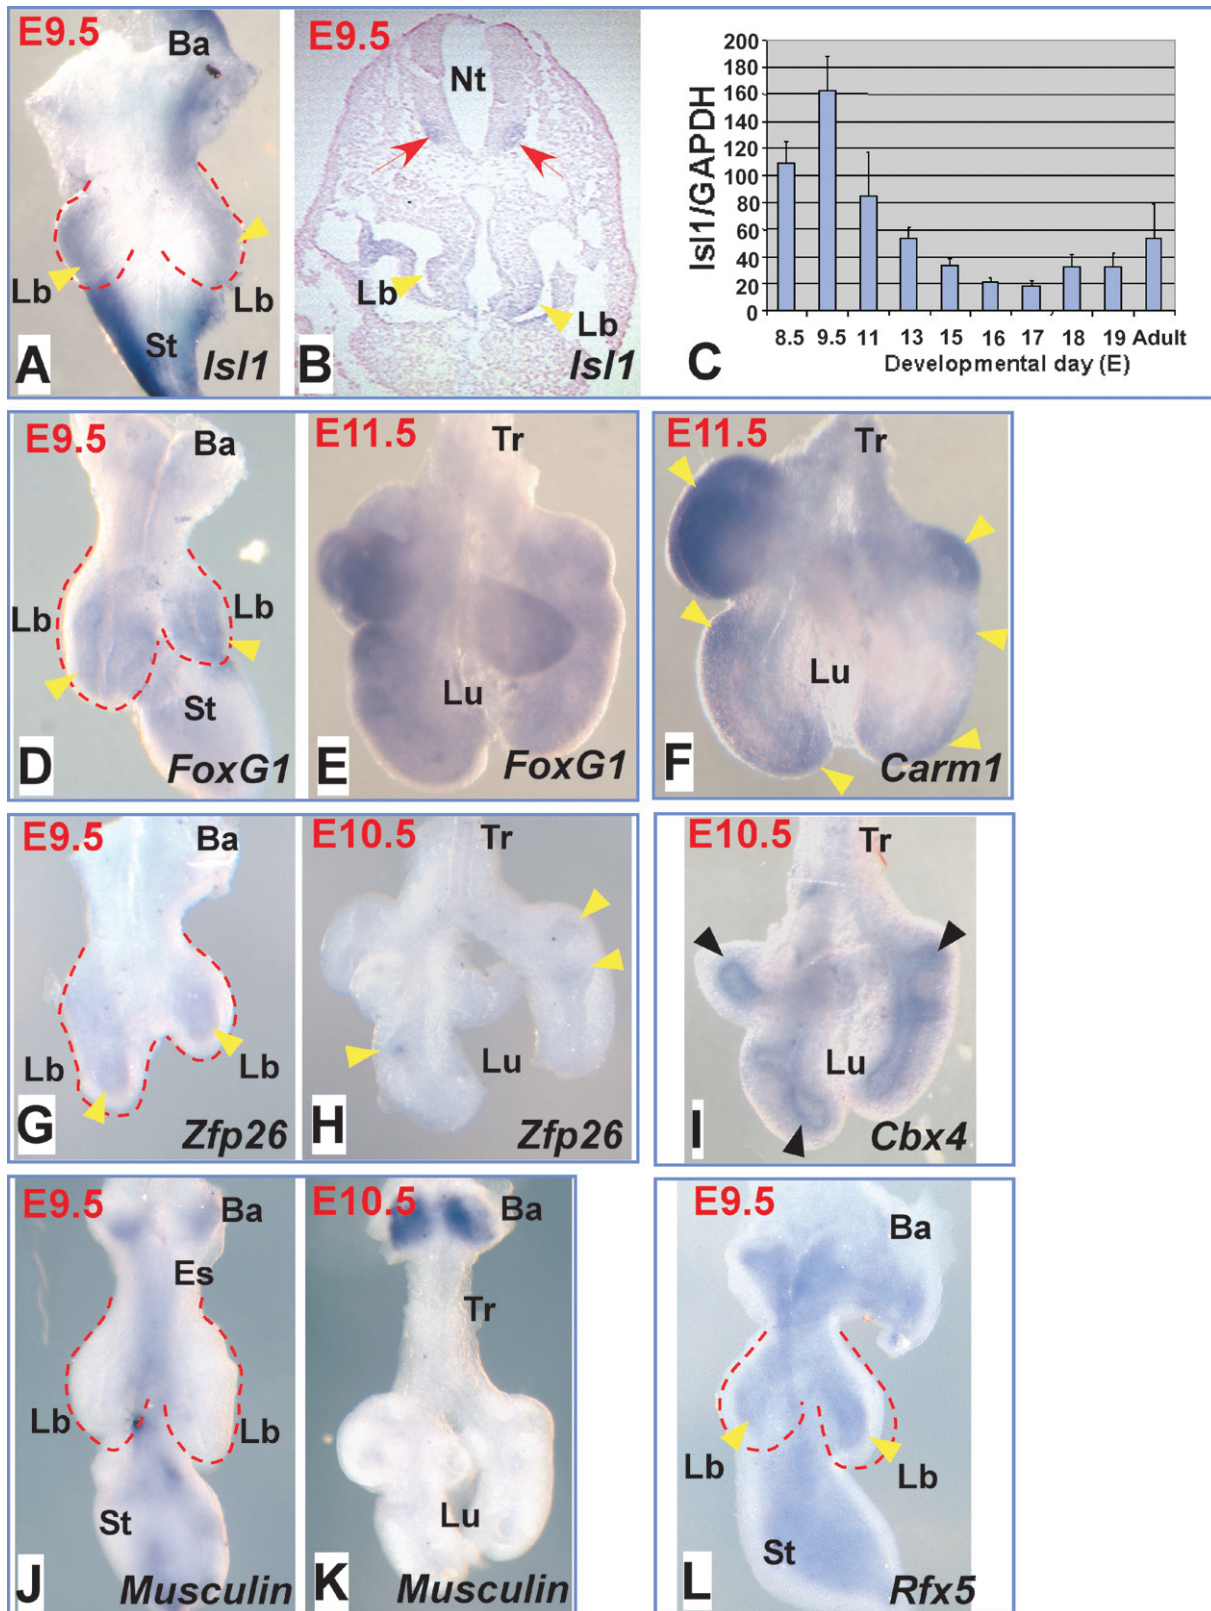 E9.5
Ba
Lb
Lb
St
A
Isl1
E9.5
Nt
Lb
Lb
B
Isl1
Isl1/GAPDH
200
180
160
140
120
100
80
60
40
20
0
8.5 9.5 11 13 15 16 17 18 19 Adult
Developmental day (E)
C
E9.5
Ba
Lb
Lb
St
D
FoxG1
E11.5
Tr
Lu
E
FoxG1
E11.5
Tr
Lu
F
Carm1
E9.5
Ba
Lb
Lb
G
Zfp26
E10.5
Tr
Lu
H
Zfp26
E10.5
Tr
Lu
I
Cbx4
E9.5
Ba
Es
Lb
Lb
St
J
Musculin
E10.5
Ba
Tr
Lu
K
Musculin
E9.5
Ba
Lb
Lb
St
L
Rfx5